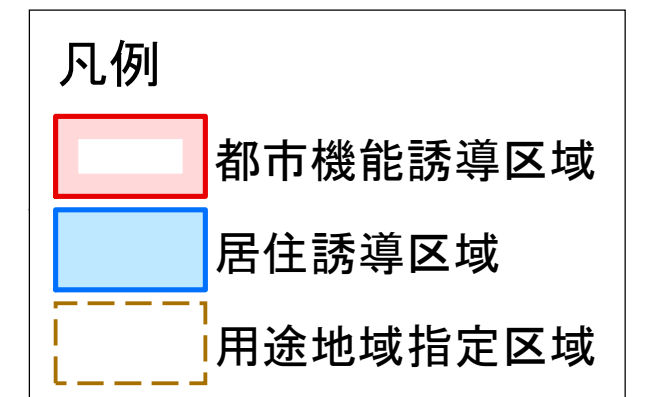 凡例
都市機能誘導区域
居住誘導区域
用途地域指定区域